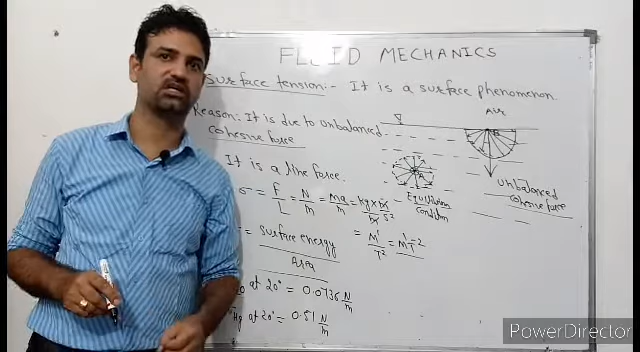 FLUID MECHANICS
Surface tension:- It is a surface phenomenon.
Air
Reason: It is due to unbalanced
cohesive force
It is a line force.
B
A
Unbalanced
cohesive force
Equilibrium
condition
σ = F/L = N/m = ma/m = kg×m/m s²
= M¹/T² = M¹T⁻²
= surface energy/Area
at 20° = 0.0736 N/m
Hg at 20° = 0.51 N/m
PowerDirector